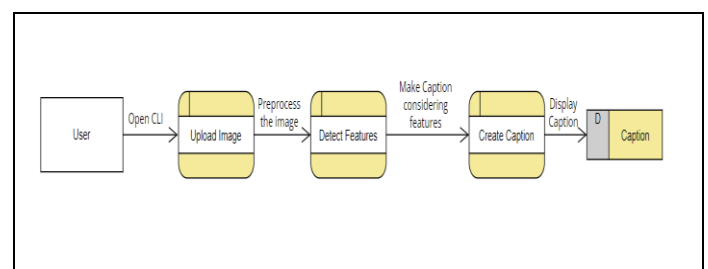 User
Open CLI
Upload Image
Preprocess
the image
Detect Features
Make Caption
considering
features
Create Caption
Display
Caption
D
Caption